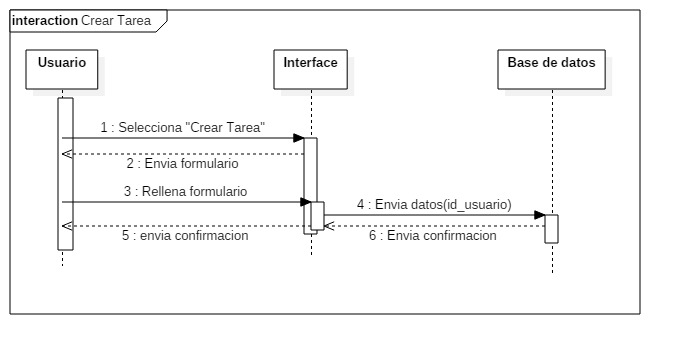 interaction Crear Tarea
Usuario
Interface
Base de datos
1 : Selecciona "Crear Tarea"
2 : Envia formulario
3 : Rellena formulario
4 : Envia datos(id_usuario)
5 : envia confirmacion
6 : Envia confirmacion